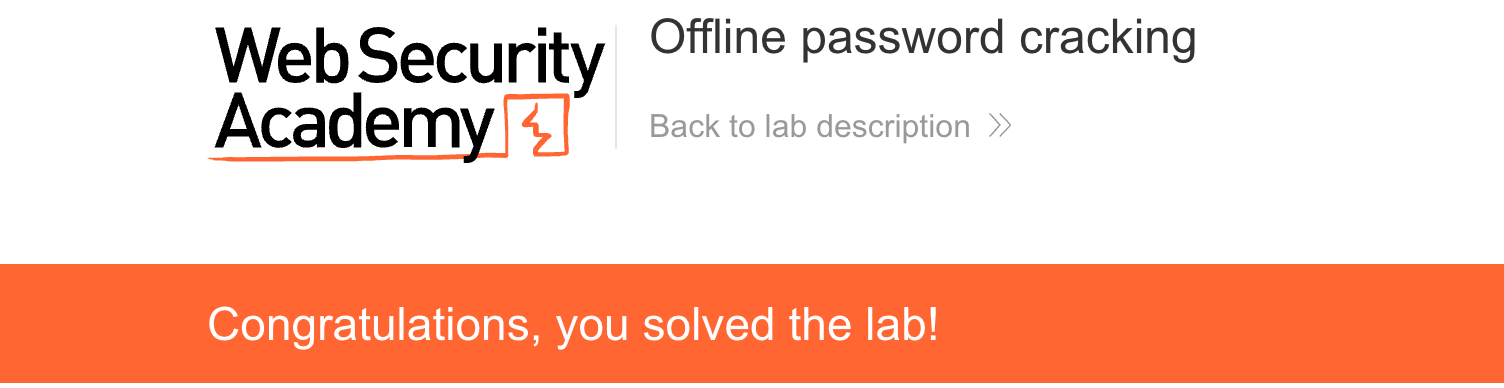 Web Security
Academy
Offline password cracking
Back to lab description
Congratulations, you solved the lab!